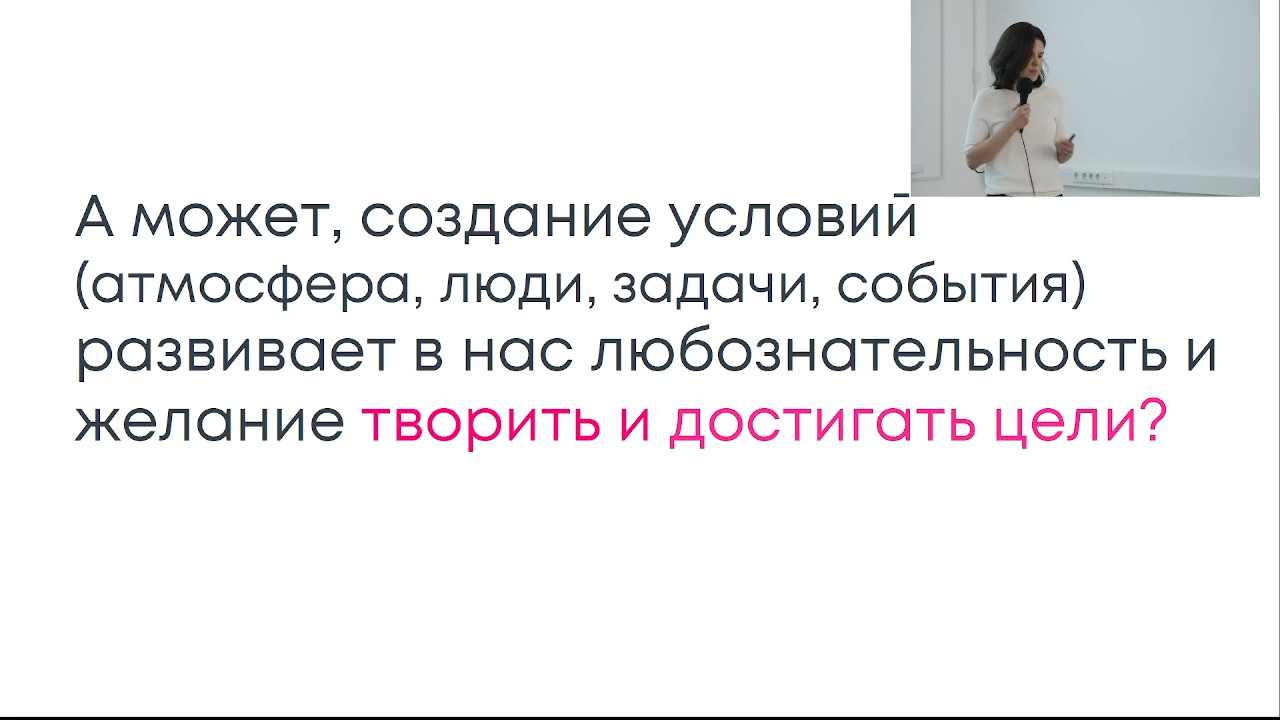 А может, создание условий
(атмосфера, люди, задачи, события)
развивает в нас любознательность и
желание творить и достигать цели?